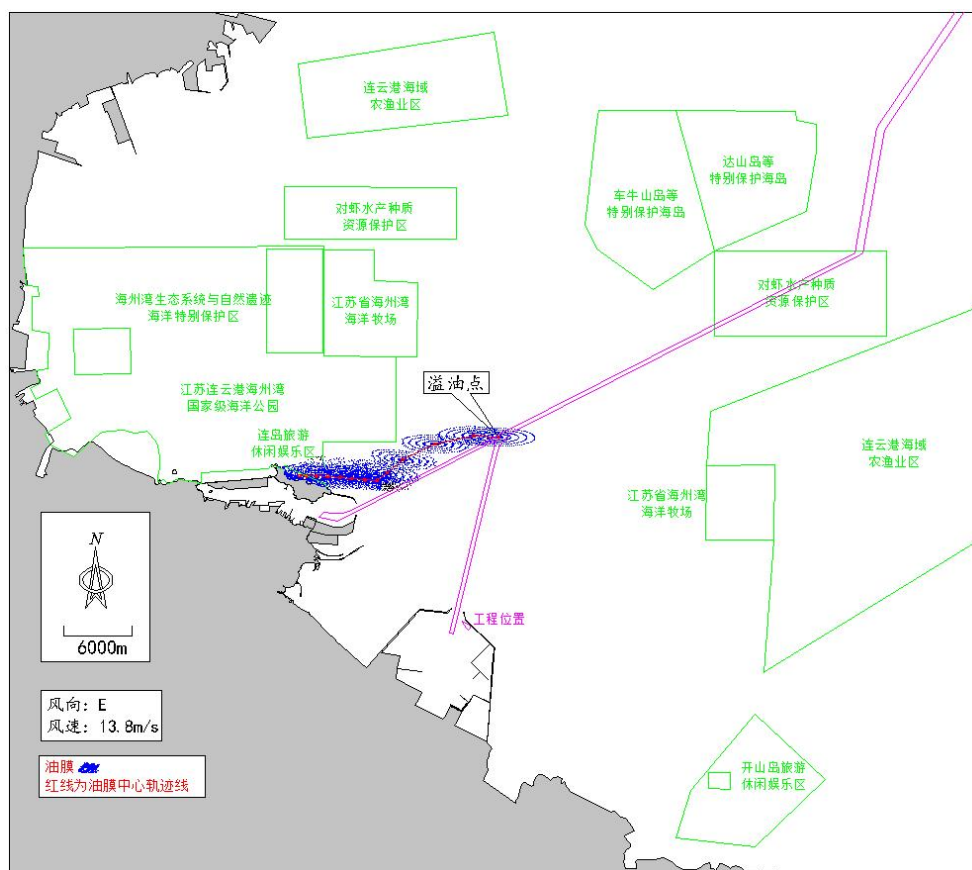 连云港海域
农渔业区
达山岛等
特别保护海岛
车牛山岛等
特别保护海岛
对虾水产种质
资源保护区
对虾水产种质
资源保护区
海州湾生态系统与自然遗迹
海洋特别保护区
江苏省海州湾
海洋牧场
江苏连云港海州湾
国家级海洋公园
溢油点
连岛旅游
休闲娱乐区
连云港海域
农渔业区
江苏省海州湾
海洋牧场
N
6000m
工程位置
风向: E
风速: 13.8m/s
油膜
红线为油膜中心轨迹线
开山岛旅游
休闲娱乐区